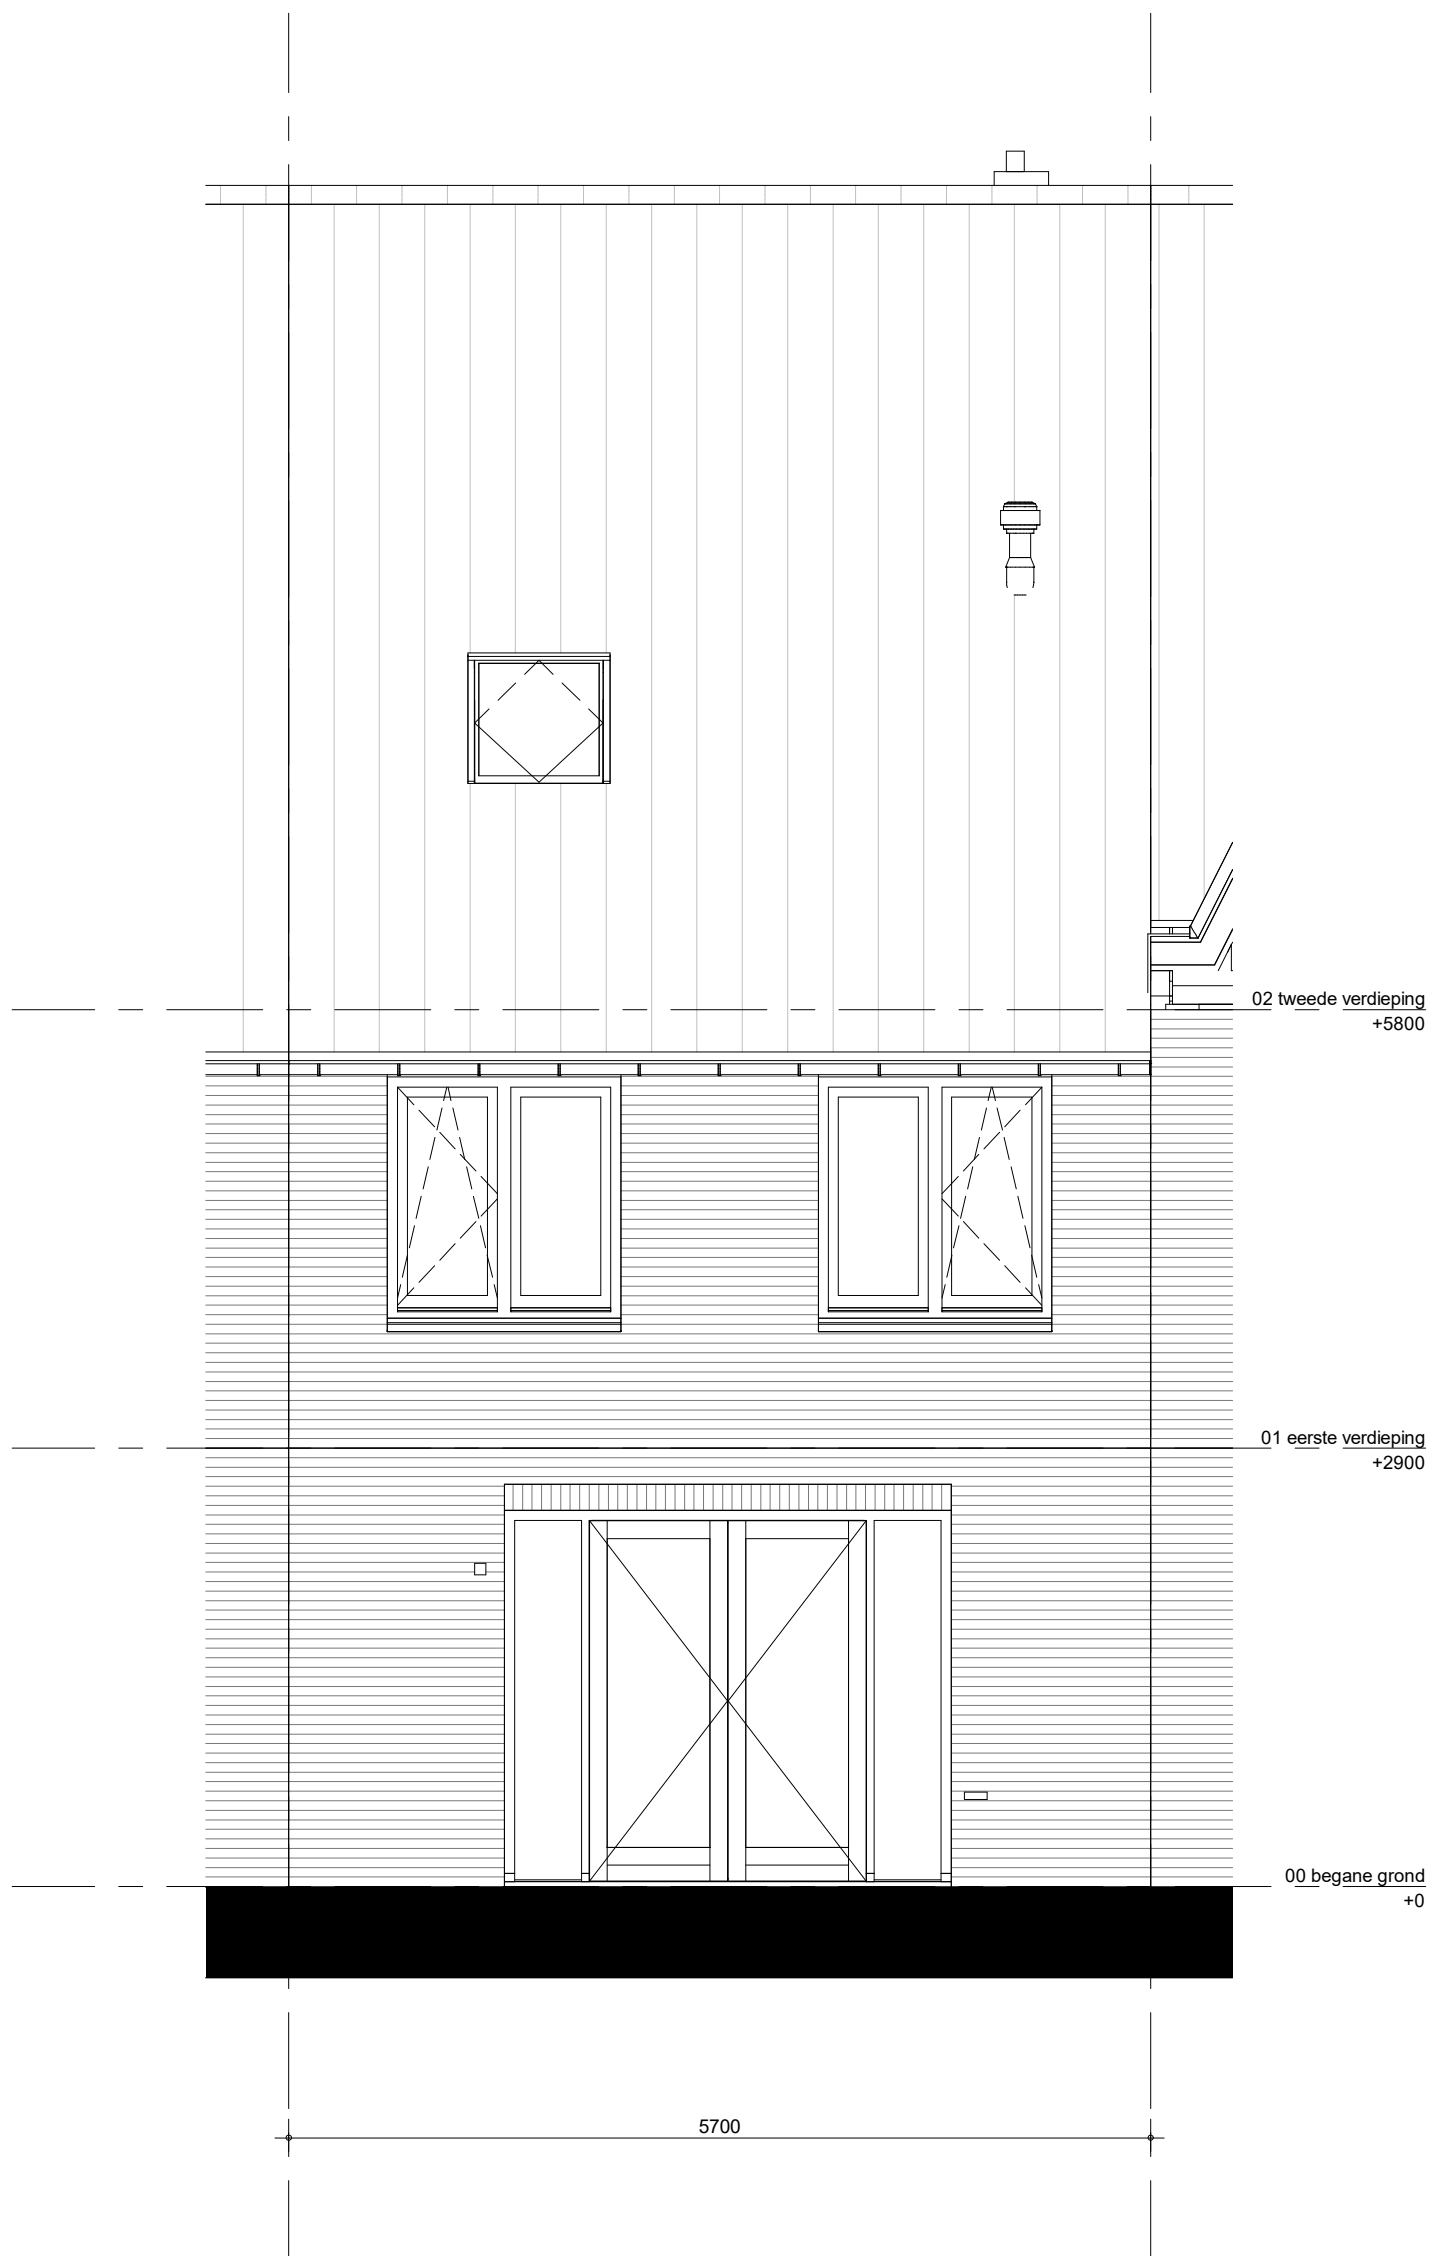 02 tweede verdieping
+5800
01 eerste verdieping
+2900
00 begane grond
+0
5700